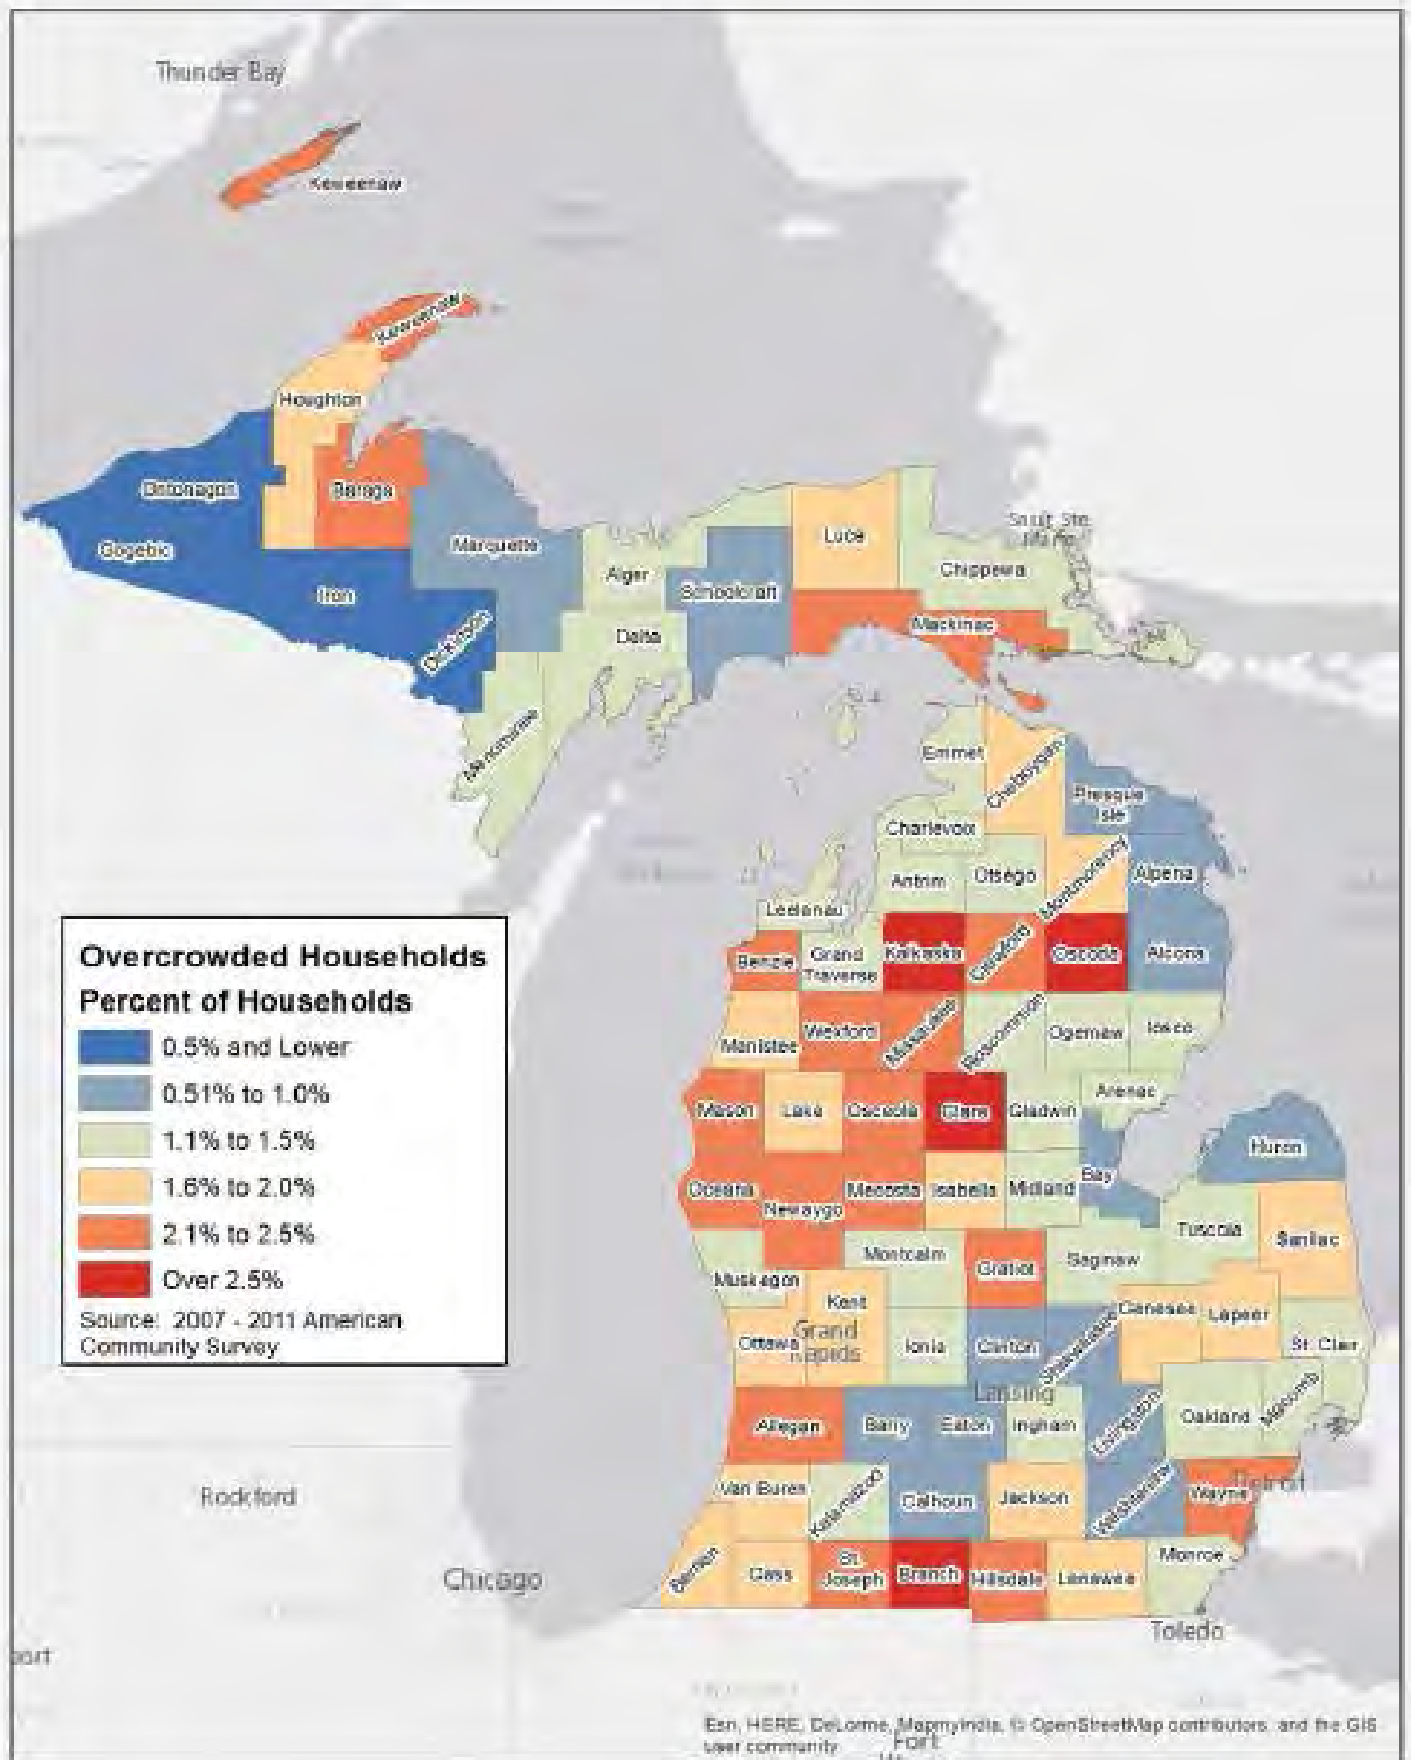 Thunder Bay
Keweenaw
Keweenaw
Houghton
Ontonagon
Baraga
Gogebic
Marquette
Luce
Sault Ste
Iron
Alger
Schoolcraft
Chippewa
Dickinson
Delta
Mackinac
Menominee
Emmet
Cheboygan
Presque
Isle
Charlevoix
Antrim
Otsego
Montmorency
Alpena
Leelanau
Benzie
Grand
Traverse
Kalkaska
Crawford
Oscoda
Alcona
Manistee
Wexford
Missaukee
Roscommon
Ogemaw
Iosco
Arenac
Mason
Lake
Osceola
Clare
Gladwin
Huron
Oceana
Newaygo
Mecosta
Isabella
Midland
Bay
Tuscola
Sanilac
Muskegon
Montcalm
Gratiot
Saginaw
Kent
Genesee
Lapeer
Ottawa
Grand
Rapids
Ionia
Clinton
Shiawassee
St. Clair
Lansing
Allegan
Barry
Eaton
Ingham
Livingston
Oakland
Macomb
Van Buren
Kalamazoo
Calhoun
Jackson
Washtenaw
Wayne
Detroit
Berrien
Cass
St.
Joseph
Branch
Hillsdale
Lenawee
Monroe
Toledo
Rockford
Chicago
Overcrowded Households
Percent of Households
0.5% and Lower
0.51% to 1.0%
1.1% to 1.5%
1.6% to 2.0%
2.1% to 2.5%
Over 2.5%
Source: 2007 - 2011 American
Community Survey
Esri, HERE, DeLorme, MapmyIndia, © OpenStreetMap contributors, and the GIS
user community
Fort